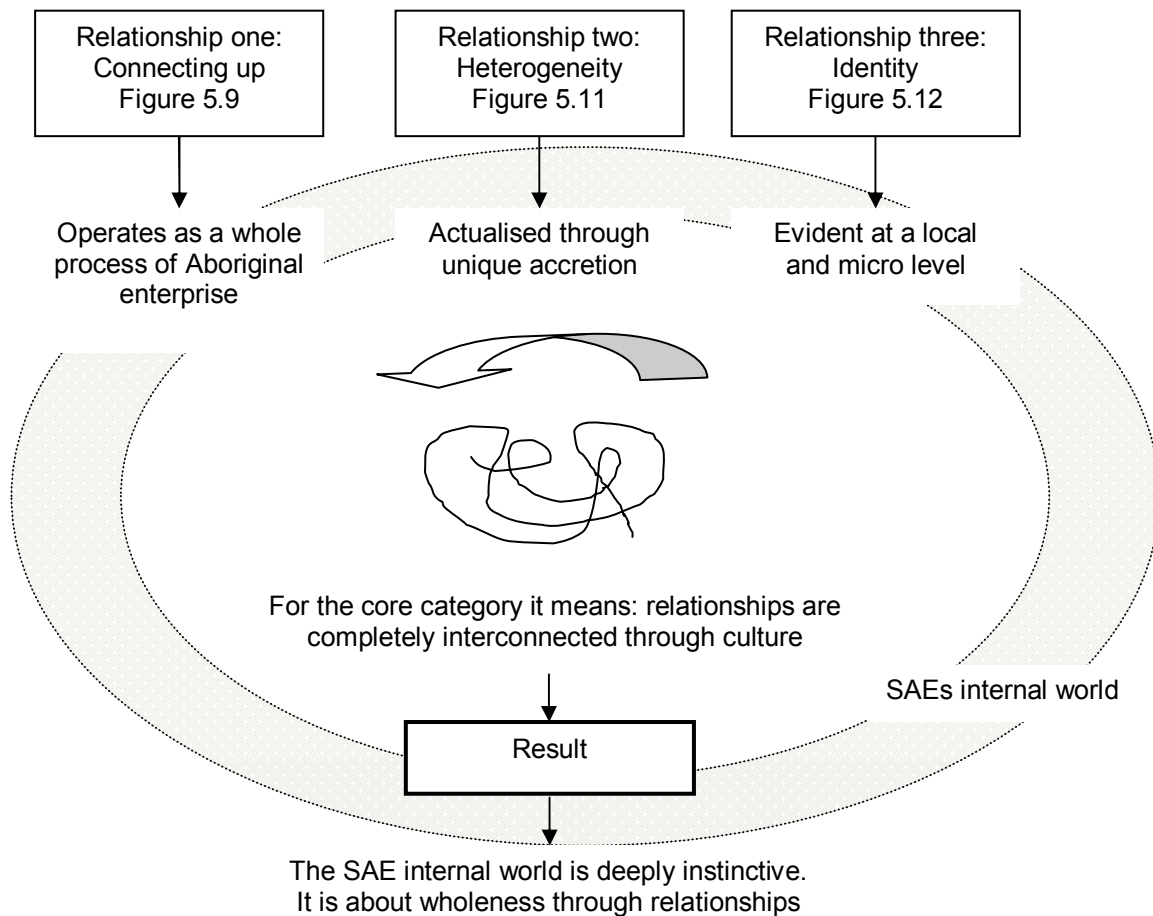 Relationship one:
Connecting up
Figure 5.9
Relationship two:
Heterogeneity
Figure 5.11
Relationship three:
Identity
Figure 5.12
Operates as a whole
process of Aboriginal
enterprise
Actualised through
unique accretion
Evident at a local
and micro level
For the core category it means: relationships are
completely interconnected through culture
SAEs internal world
Result
The SAE internal world is deeply instinctive.
It is about wholeness through relationships